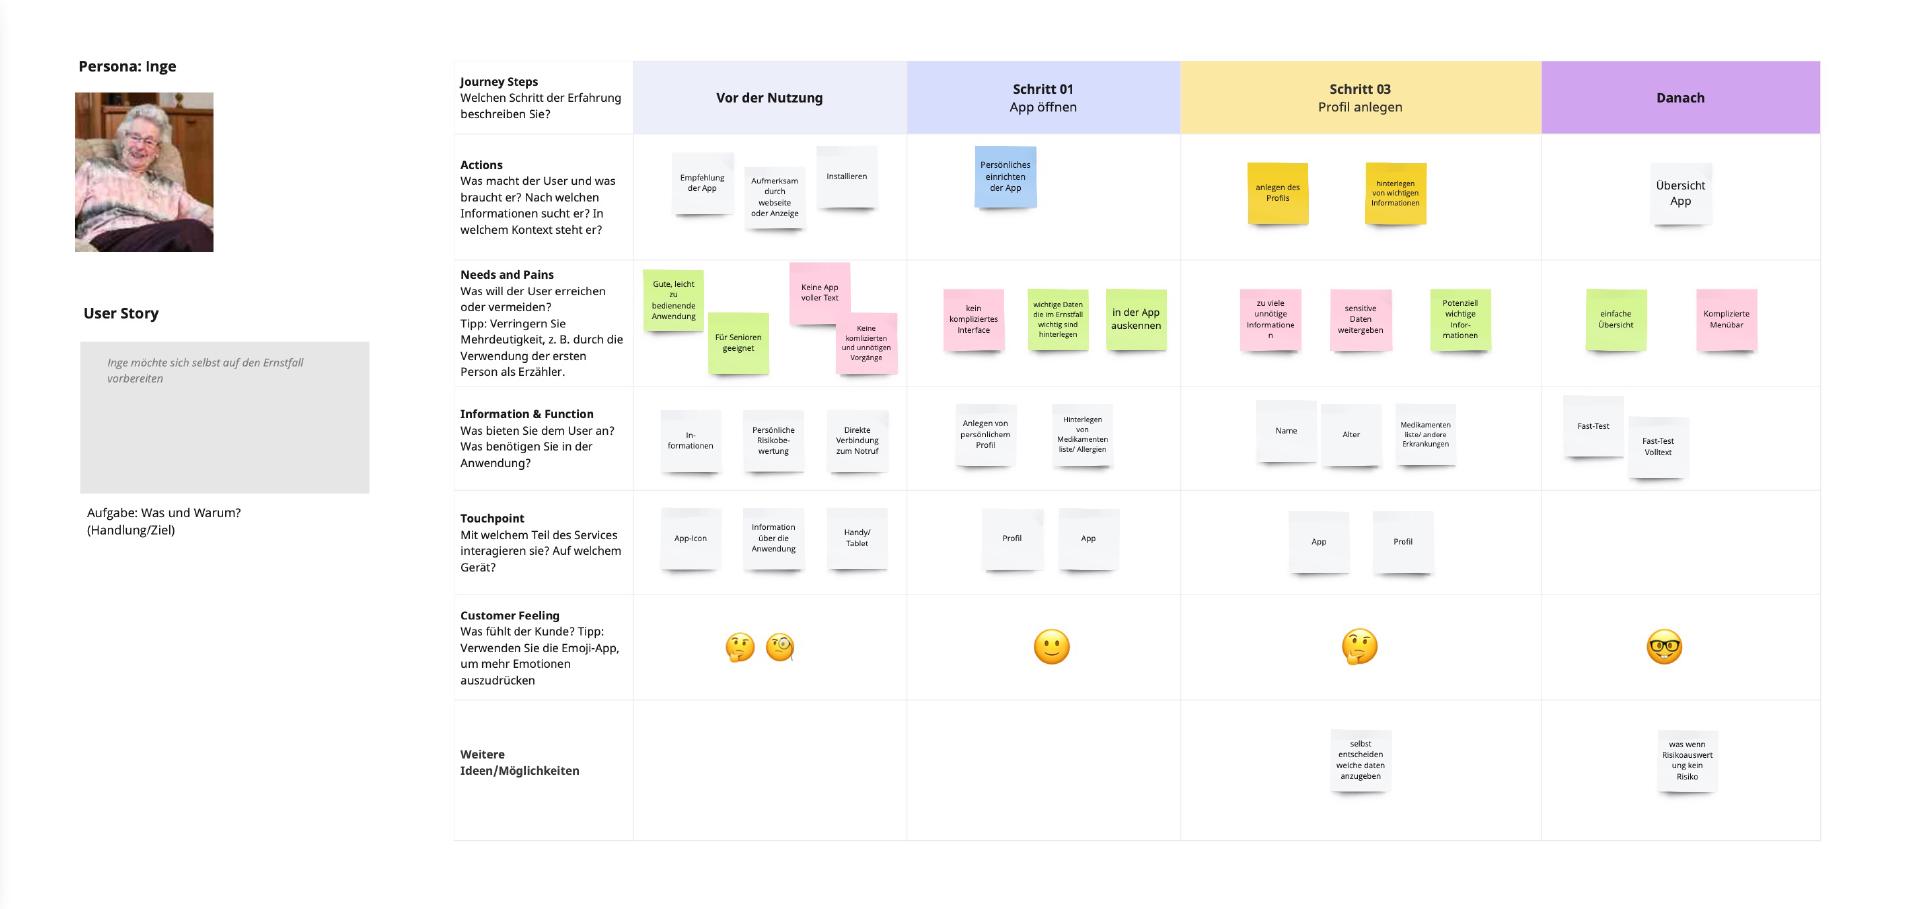 Persona: Inge
User Story
Inge möchte sich selbst auf den Ernstfall
vorbereiten
Aufgabe: Was und Warum?
(Handlung/Ziel)
Journey Steps
Welchen Schritt der Erfahrung
beschreiben Sie?
Vor der Nutzung
Schritt 01
App öffnen
Schritt 03
Profil anlegen
Danach
Actions
Was macht der User und was
braucht er? Nach welchen
Informationen sucht er? In
welchem Kontext steht er?
Empfehlung
der App
Aufmerksam
durch
webseite
oder Anzeige
Installieren
Persönliches
einrichten
der App
anlegen des
Profils
hinterlegen
von wichtigen
Informationen
Übersicht
App
Needs and Pains
Was will der User erreichen
oder vermeiden?
Tipp: Verringern Sie
Mehrdeutigkeit, z. B. durch die
Verwendung der ersten
Person als Erzähler.
Gute, leicht
zu
bedienende
Anwendung
Für Senioren
geeignet
Keine App
voller Text
Keine
komlizierten
und unnötigen
Vorgänge
kein
kompliziertes
Interface
wichtige Daten
die im Ernstfall
wichtig sind
hinterlegen
in der App
auskennen
zu viele
unnötige
Informatione
n
sensitive
Daten
weitergeben
Potenziell
wichtige
Infor-
mationen
einfache
Übersicht
Komplizierte
Menübar
Information & Function
Was bieten Sie dem User an?
Was benötigen Sie in der
Anwendung?
In-
formationen
Persönliche
Risikobe-
wertung
Direkte
Verbindung
zum Notruf
Anlegen von
persönlichem
Profil
Hinterlegen
von
Medikamenten
liste/ Allergien
Name
Alter
Medikamenten
liste/ andere
Erkrankungen
Fast-Test
Fast-Test
Volltext
Touchpoint
Mit welchem Teil des Services
interagieren sie? Auf welchem
Gerät?
App-Icon
Information
über die
Anwendung
Handy/
Tablet
Profil
App
App
Profil
Customer Feeling
Was fühlt der Kunde? Tipp:
Verwenden Sie die Emoji-App,
um mehr Emotionen
auszudrücken
Weitere
Ideen/Möglichkeiten
selbst
entscheiden
welche daten
anzugeben
was wenn
Risikoauswert
ung kein
Risiko